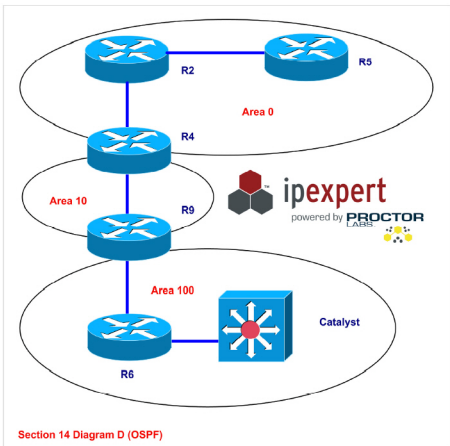 R2
R5
Area 0
R4
Area 10
R9
ipexpert
™
powered by PROCTOR
LABS
Area 100
Catalyst
R6
Section 14 Diagram D (OSPF)